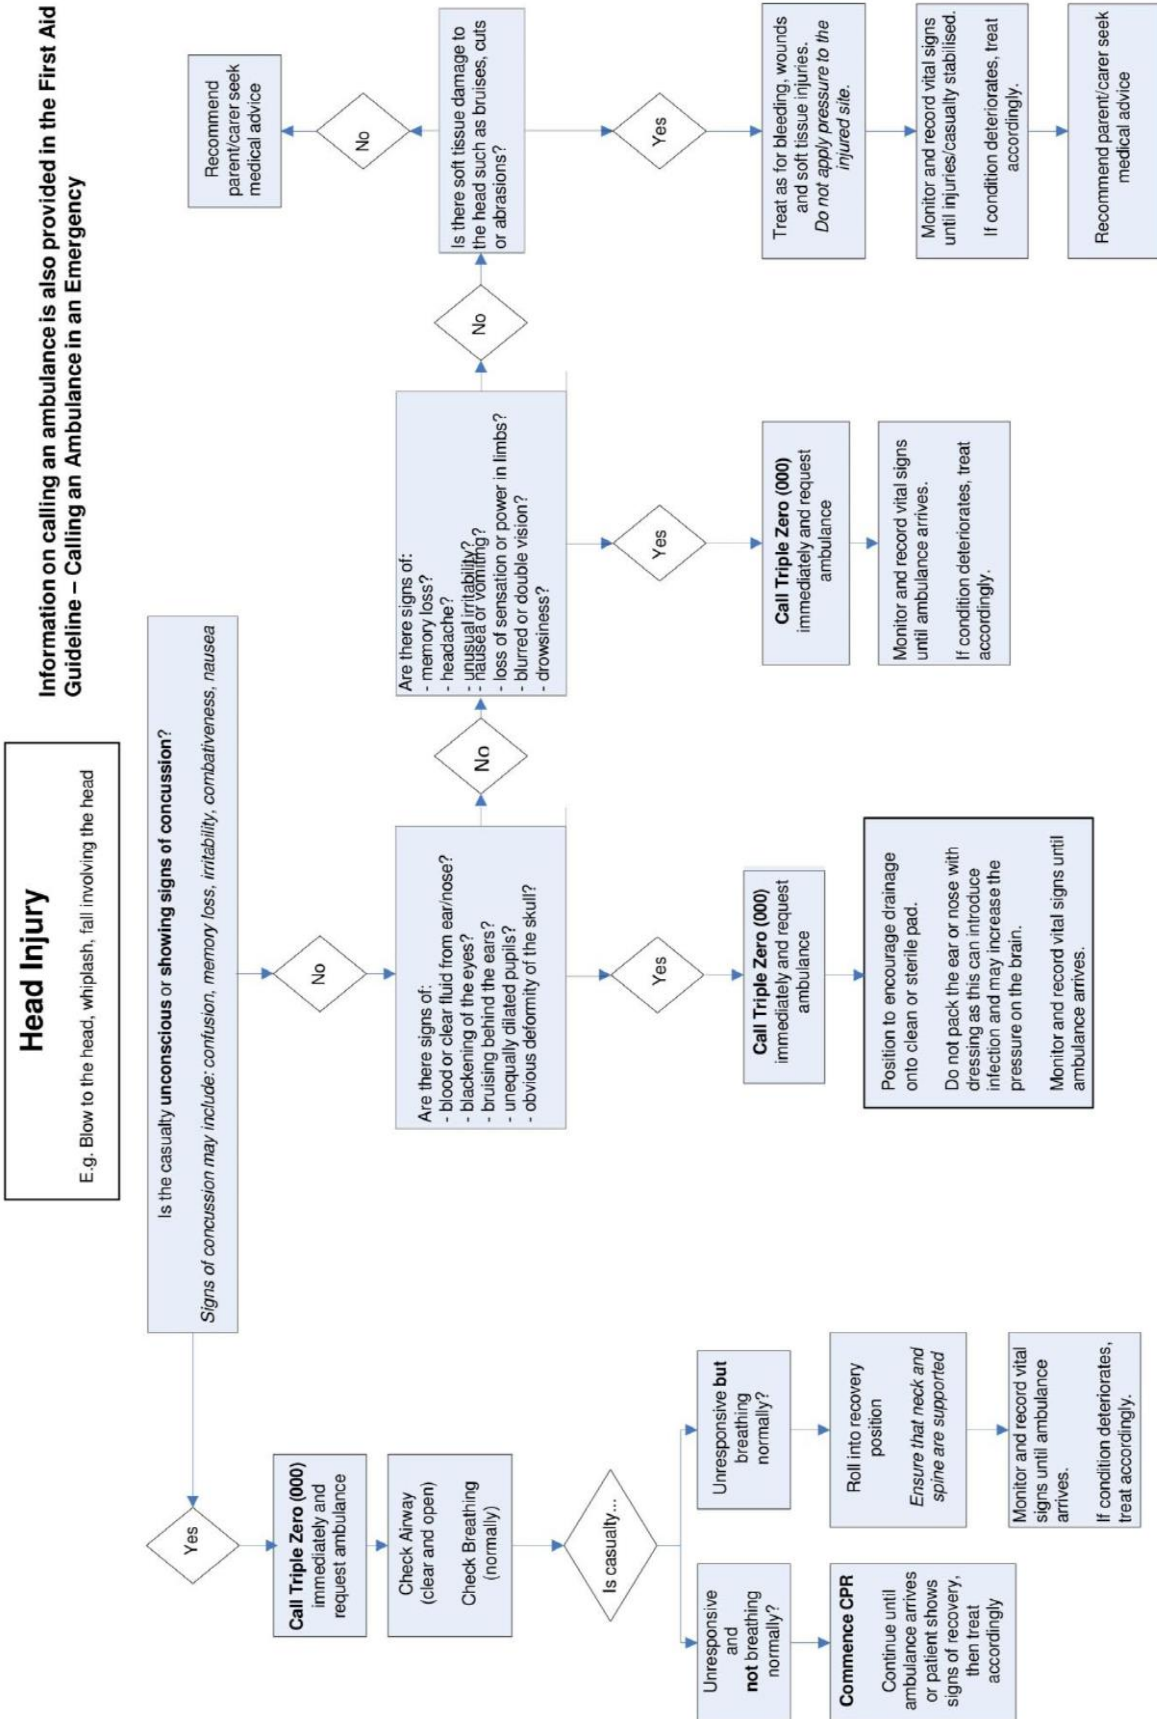 Head Injury
E.g. Blow to the head, whiplash, fall involving the head
Information on calling an ambulance is also provided in the First Aid
Guideline – Calling an Ambulance in an Emergency
Is the casualty unconscious or showing signs of concussion?
Signs of concussion may include: confusion, memory loss, irritability, combativeness, nausea
Yes
Call Triple Zero (000)
immediately and
request ambulance
Check Airway
(clear and open)
Check Breathing
(normally)
Is casualty...
Unresponsive
and
not breathing
normally?
Commence CPR
Continue until
ambulance arrives
or patient shows
signs of recovery,
then treat
accordingly
Unresponsive but
breathing
normally?
Roll into recovery
position
Ensure that neck and
spine are supported
Monitor and record vital
signs until ambulance
arrives.
If condition deteriorates,
treat accordingly.
No
Are there signs of:
- blood or clear fluid from ear/nose?
- blackening of the eyes?
- bruising behind the ears?
- unequally dilated pupils?
- obvious deformity of the skull?
Yes
Call Triple Zero (000)
immediately and request
ambulance
Position to encourage drainage
onto clean or sterile pad.
Do not pack the ear or nose with
dressing as this can introduce
infection and may increase the
pressure on the brain.
Monitor and record vital signs until
ambulance arrives.
No
Are there signs of:
- memory loss?
- headache?
- unusual irritability?
- nausea or vomiting?
- loss of sensation or power in limbs?
- blurred or double vision?
- drowsiness?
Yes
Call Triple Zero (000)
immediately and request
ambulance
Monitor and record vital signs
until ambulance arrives.
If condition deteriorates, treat
accordingly.
No
Is there soft tissue damage to
the head such as bruises, cuts
or abrasions?
No
Recommend
parent/carer seek
medical advice
Yes
Treat as for bleeding, wounds
and soft tissue injuries.
Do not apply pressure to the
injured site.
Monitor and record vital signs
until injuries/casualty stabilised.
If condition deteriorates, treat
accordingly.
Recommend parent/carer seek
medical advice